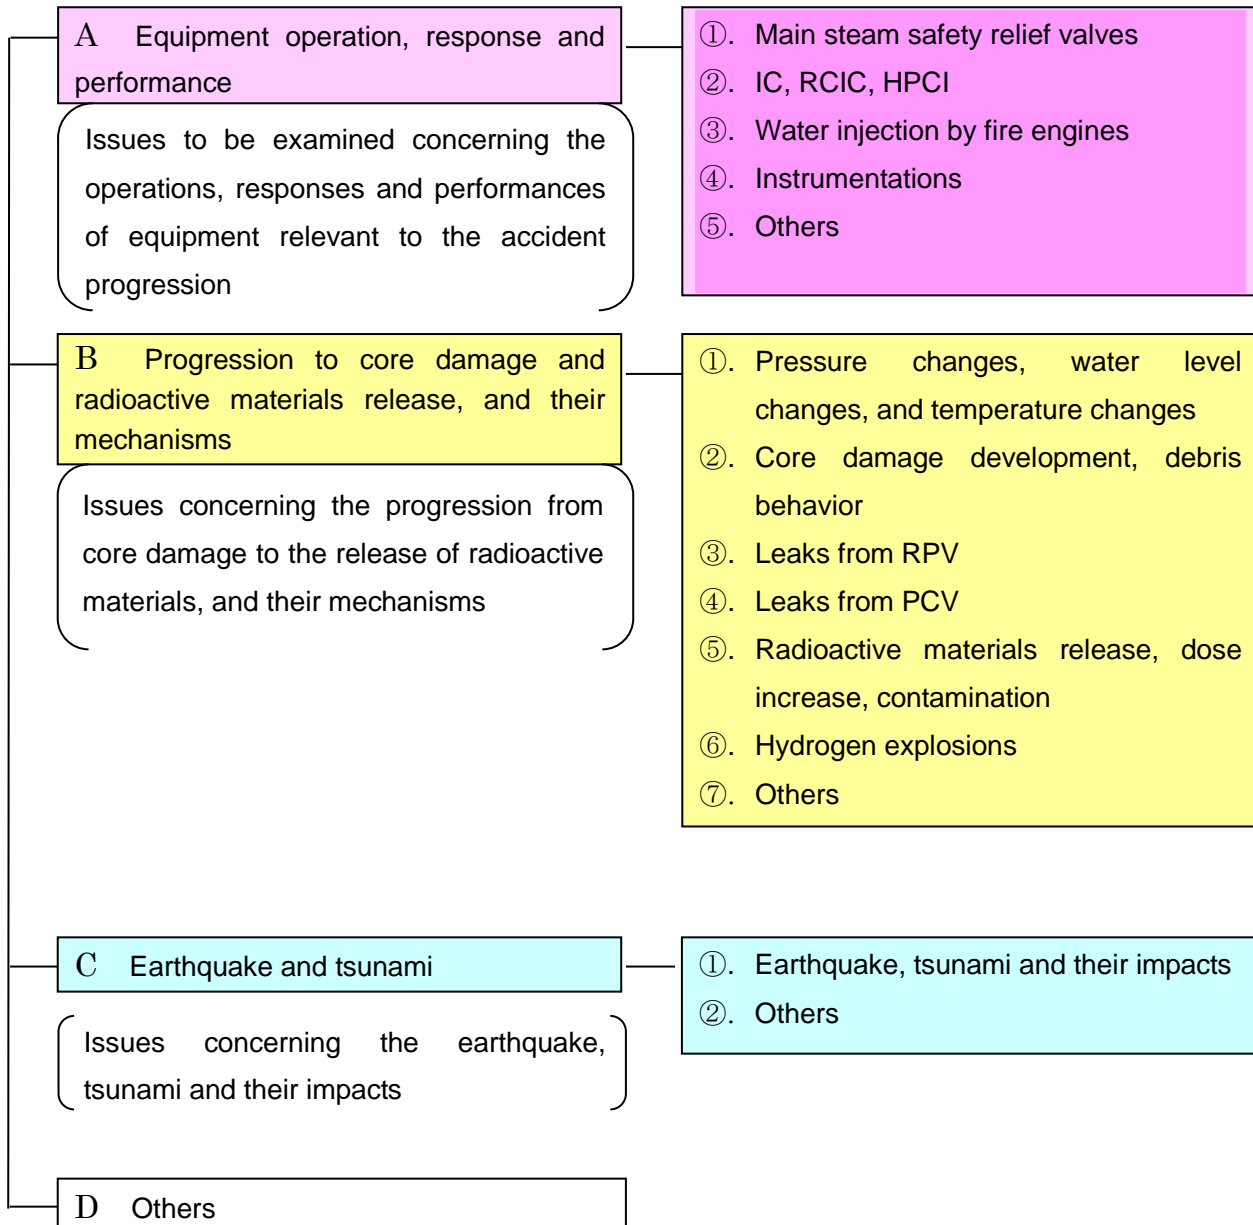 A Equipment operation, response and
performance
Issues to be examined concerning the
operations, responses and performances
of equipment relevant to the accident
progression
①. Main steam safety relief valves
②. IC, RCIC, HPCI
③. Water injection by fire engines
④. Instrumentations
⑤. Others
B Progression to core damage and
radioactive materials release, and their
mechanisms
Issues concerning the progression from
core damage to the release of radioactive
materials, and their mechanisms
①. Pressure changes, water level
changes, and temperature changes
②. Core damage development, debris
behavior
③. Leaks from RPV
④. Leaks from PCV
⑤. Radioactive materials release, dose
increase, contamination
⑥. Hydrogen explosions
⑦. Others
C Earthquake and tsunami
Issues concerning the earthquake,
tsunami and their impacts
①. Earthquake, tsunami and their impacts
②. Others
D Others